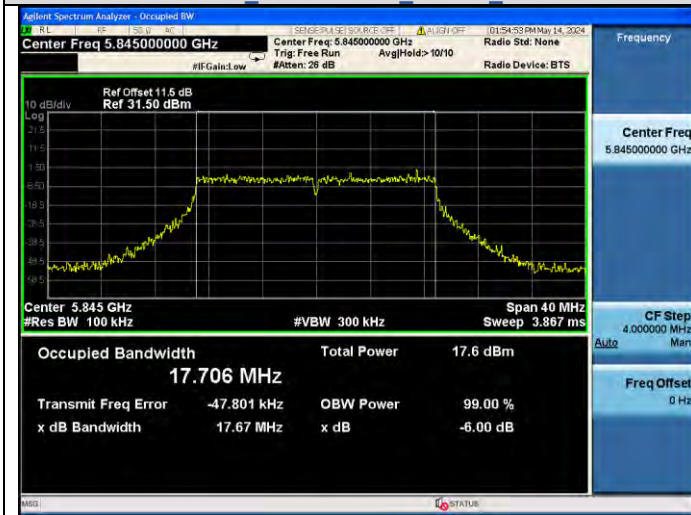 Agilent Spectrum Analyzer - Occupied BW
RL RF 50 Ω AC SENSE:PULSE SOURCE OFF ALIGN OFF 01:54:53 PM May 14, 2024
Center Freq 5.845000000 GHz
Center Freq: 5.845000000 GHz
Radio Std: None
Trig: Free Run Avg|Hold:>10/10
#IFGain:Low #Atten: 26 dB Radio Device: BTS
Frequency
Ref Offset 11.5 dB
10 dB/div Ref 31.50 dBm
Log
21.5
11.5
1.50
-8.50
-18.5
-28.5
-38.5
-48.5
-58.5
Center 5.845 GHz Span 40 MHz
#Res BW 100 kHz #VBW 300 kHz Sweep 3.867 ms
Occupied Bandwidth Total Power 17.6 dBm
17.706 MHz
Transmit Freq Error -47.801 kHz OBW Power 99.00 %
x dB Bandwidth 17.67 MHz x dB -6.00 dB
Center Freq
5.845000000 GHz
CF Step
4.000000 MHz
Auto Man
Freq Offset
0 Hz
MSG STATUS